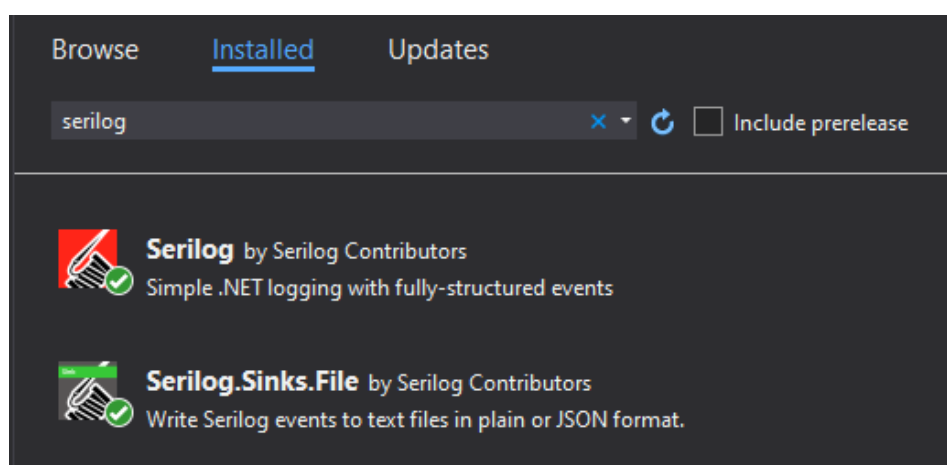 Browse Installed Updates
serilog
Include prerelease
Serilog by Serilog Contributors
Simple .NET logging with fully-structured events
Serilog.Sinks.File by Serilog Contributors
Write Serilog events to text files in plain or JSON format.